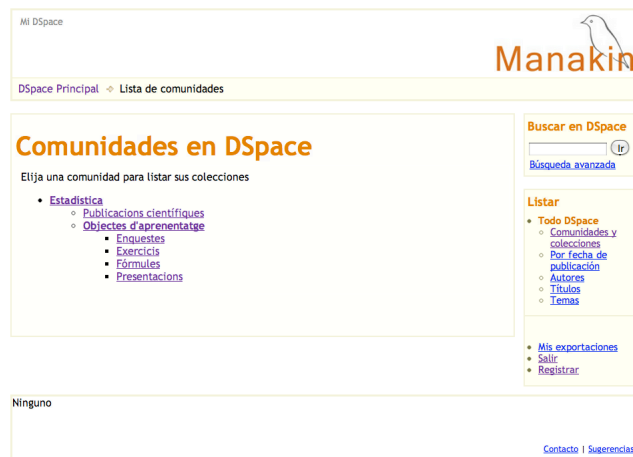 Mi DSpace
Manakin
DSpace Principal Lista de comunidades
Comunidades en DSpace
Elija una comunidad para listar sus colecciones
Estadística
Publicacions científiques
Objectes d'aprenentatge
Enquestes
Exercicis
Fórmules
Presentacions
Buscar en DSpace
Ir
Búsqueda avanzada
Listar
Todo DSpace
Comunidades y
colecciones
Por fecha de
publicación
Autores
Títulos
Temas
Mis exportaciones
Salir
Registrar
Ninguno
Contacto | Sugerencias